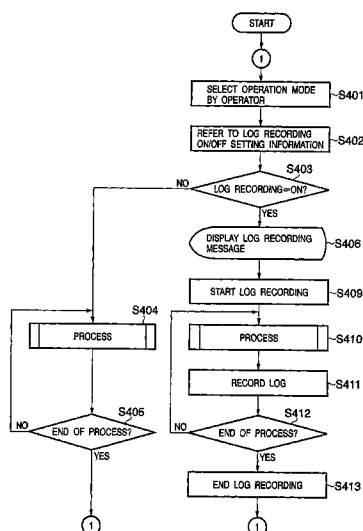 START
1
SELECT OPERATION MODE
BY OPERATOR
S401
REFER TO LOG RECORDING
ON/OFF SETTING INFORMATION
S402
S403
LOG RECORDING=ON?
NO
YES
DISPLAY LOG RECORDING
MESSAGE
S408
START LOG RECORDING
S409
S404
PROCESS
PROCESS
S410
RECORD LOG
S411
S405
END OF PROCESS?
NO
YES
S412
END OF PROCESS?
NO
YES
END LOG RECORDING
S413
1
1